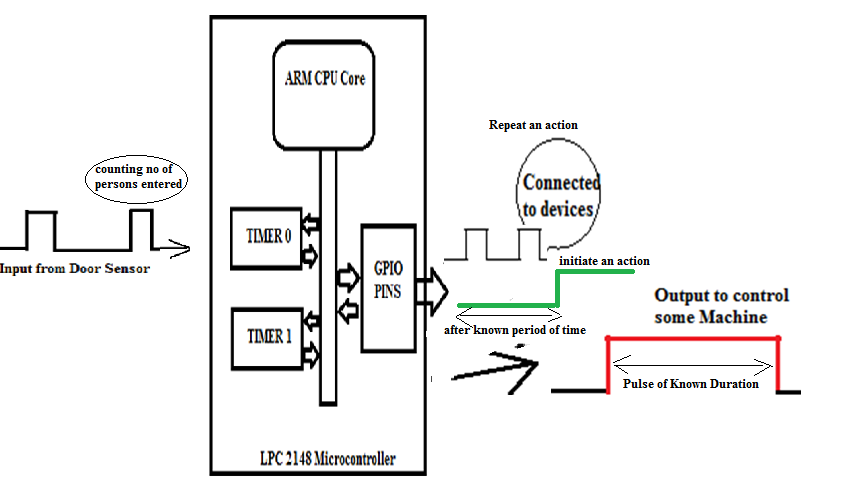 counting no of
persons entered
Input from Door Sensor
ARM CPU Core
TIMER 0
TIMER 1
GPIO
PINS
LPC 2148 Microcontroller
Repeat an action
Connected
to devices
initiate an action
after known period of time
Output to control
some Machine
Pulse of Known Duration